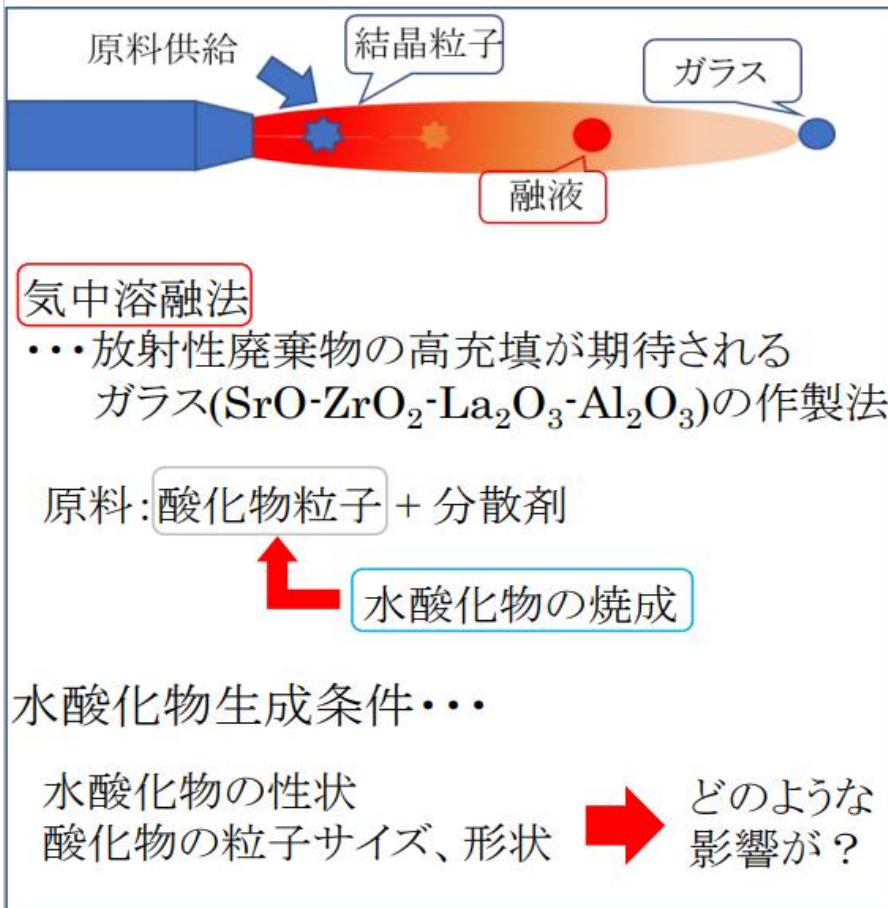 原料供給
結晶粒子
ガラス
融液
気中溶融法
・・・放射性廃棄物の高充填が期待される
ガラス(SrO-ZrO₂-La₂O₃-Al₂O₃)の作製法
原料:酸化物粒子 + 分散剤
水酸化物の焼成
水酸化物生成条件・・・
水酸化物の性状
酸化物の粒子サイズ、形状
どのような
影響が？